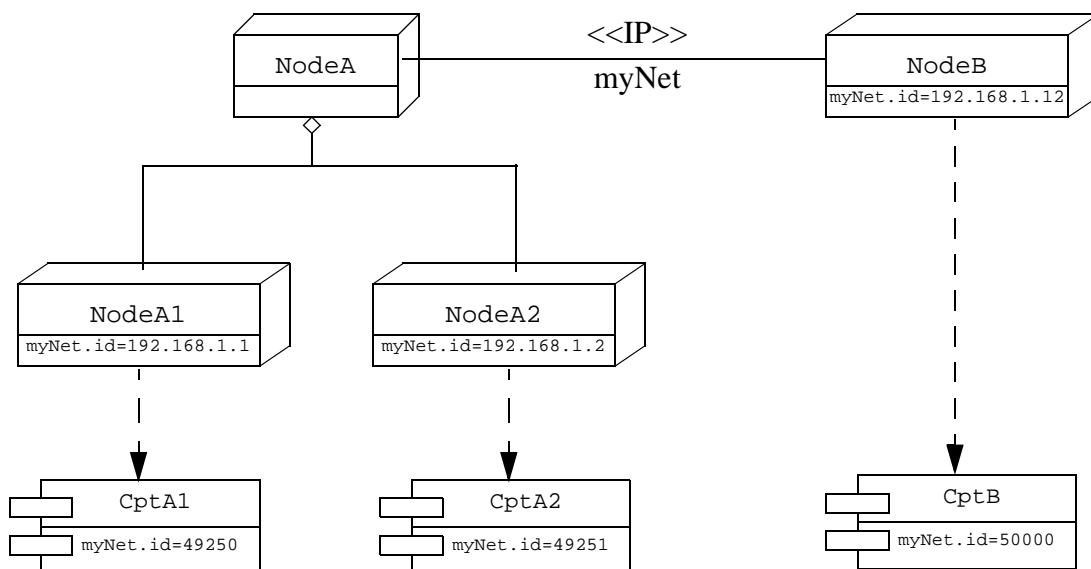 <<IP>>
myNet
NodeA
NodeB
myNet.id=192.168.1.12
NodeA1
myNet.id=192.168.1.1
NodeA2
myNet.id=192.168.1.2
CptA1
myNet.id=49250
CptA2
myNet.id=49251
CptB
myNet.id=50000